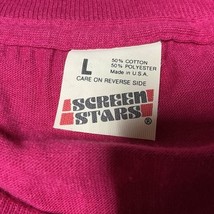 L
50% COTTON
50% POLYESTER
Made in U.S.A.
CARE ON REVERSE SIDE
SCREEN
STARS®